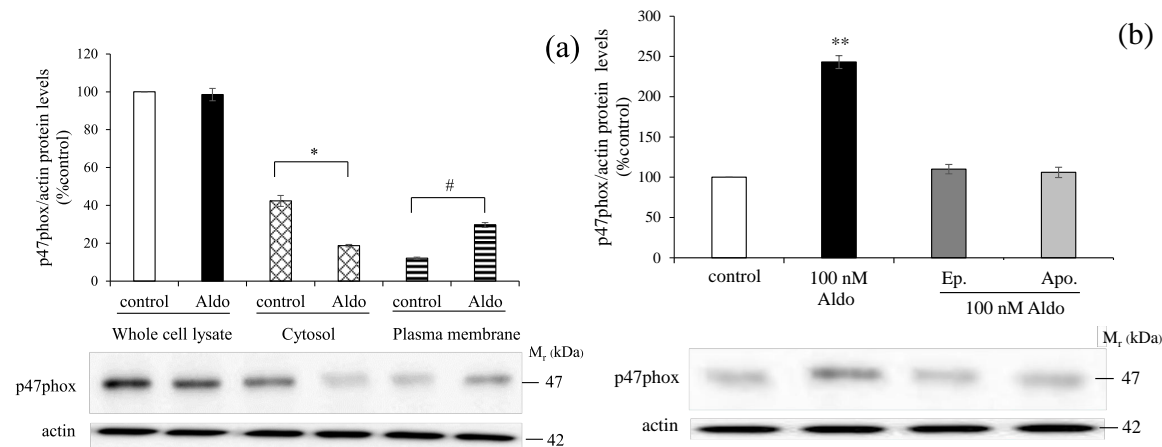 (a)
p47phox/actin protein levels
(%control)
120
100
80
60
40
20
0
*
#
control
Aldo
control
Aldo
control
Aldo
Whole cell lysate
Cytosol
Plasma membrane
Mr (kDa)
p47phox
47
actin
42
(b)
p47phox/actin protein levels
(%control)
300
250
200
150
100
50
0
**
control
100 nM
Aldo
Ep.
Apo.
100 nM Aldo
Mr (kDa)
p47phox
47
actin
42